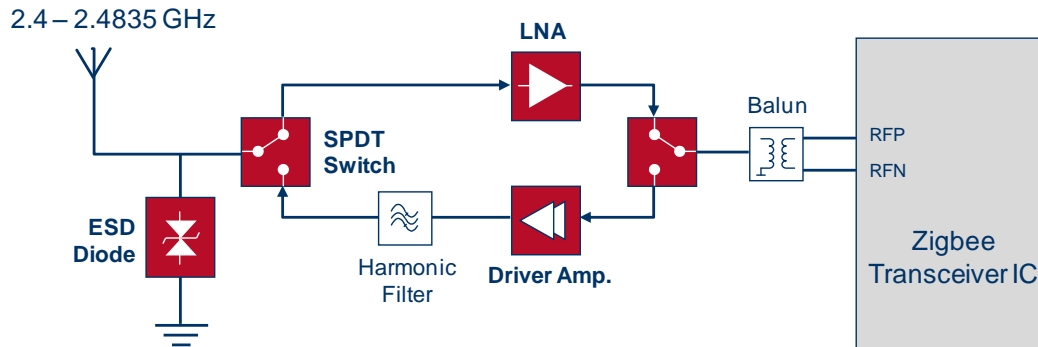 2.4 – 2.4835 GHz
LNA
SPDT
Switch
Balun
RFP
RFN
ESD
Diode
Harmonic
Filter
Driver Amp.
Zigbee
Transceiver IC